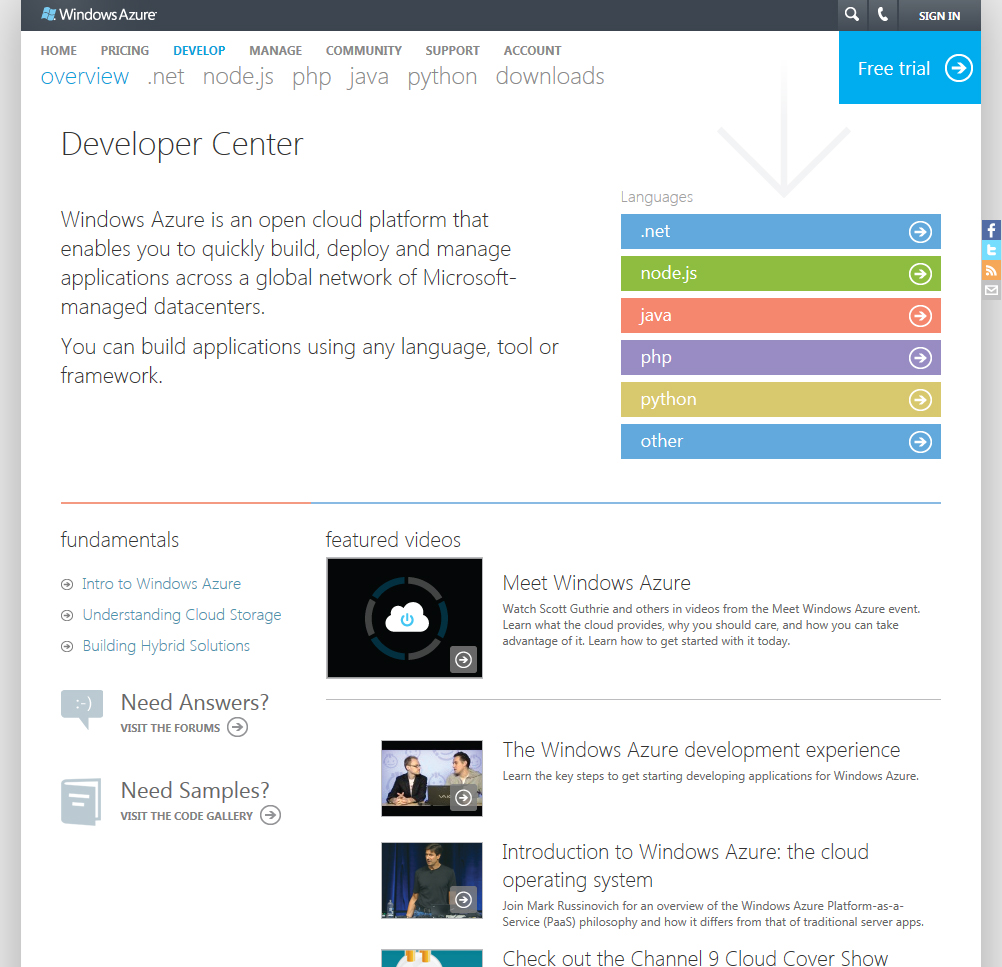 Windows Azure
SIGN IN
HOME PRICING DEVELOP MANAGE COMMUNITY SUPPORT ACCOUNT
overview .net node.js php java python downloads
Free trial
Developer Center
Windows Azure is an open cloud platform that
enables you to quickly build, deploy and manage
applications across a global network of Microsoft-
managed datacenters.
You can build applications using any language, tool or
framework.
Languages
.net
node.js
java
php
python
other
fundamentals
Intro to Windows Azure
Understanding Cloud Storage
Building Hybrid Solutions
:-)
Need Answers?
VISIT THE FORUMS
Need Samples?
VISIT THE CODE GALLERY
featured videos
Meet Windows Azure
Watch Scott Guthrie and others in videos from the Meet Windows Azure event.
Learn what the cloud provides, why you should care, and how you can take
advantage of it. Learn how to get started with it today.
The Windows Azure development experience
Learn the key steps to get starting developing applications for Windows Azure.
Introduction to Windows Azure: the cloud
operating system
Join Mark Russinovich for an overview of the Windows Azure Platform-as-a-
Service (PaaS) philosophy and how it differs from that of traditional server apps.
Check out the Channel 9 Cloud Cover Show